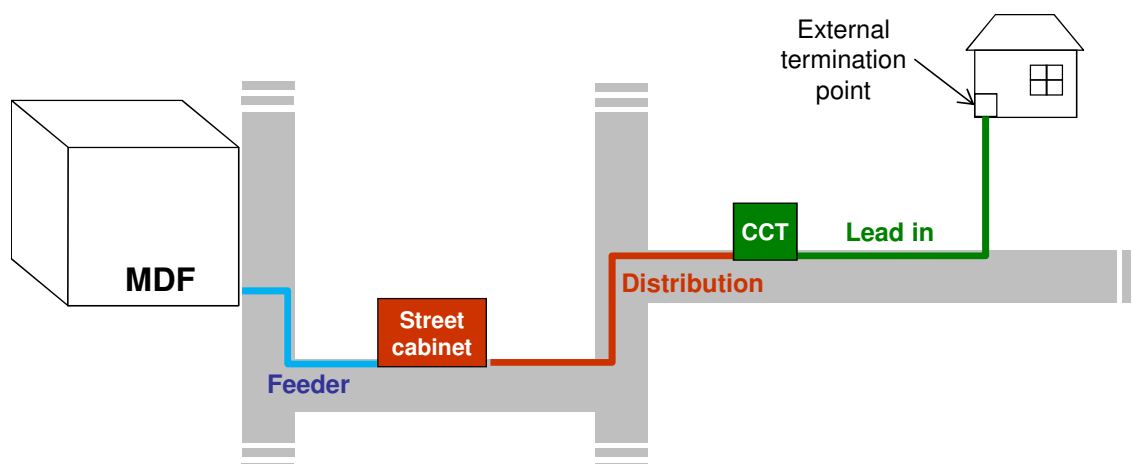 External
termination
point
CCT
Lead in
MDF
Distribution
Street
cabinet
Feeder